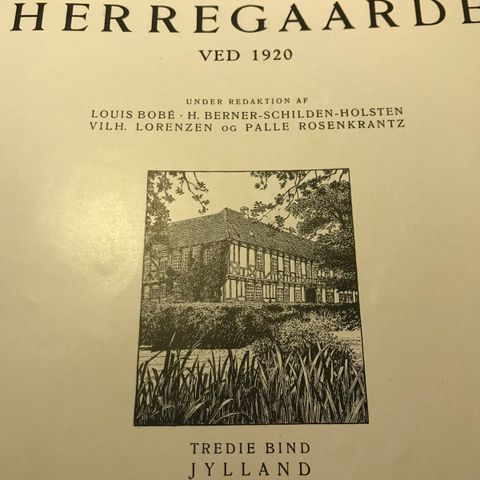 HERREGAARDE
VED 1920
UNDER REDAKTION AF
LOUIS BOBÉ · H. BERNER-SCHILDEN-HOLSTEN
VILH. LORENZEN OG PALLE ROSENKRANTZ
TREDIE BIND
JYLLAND